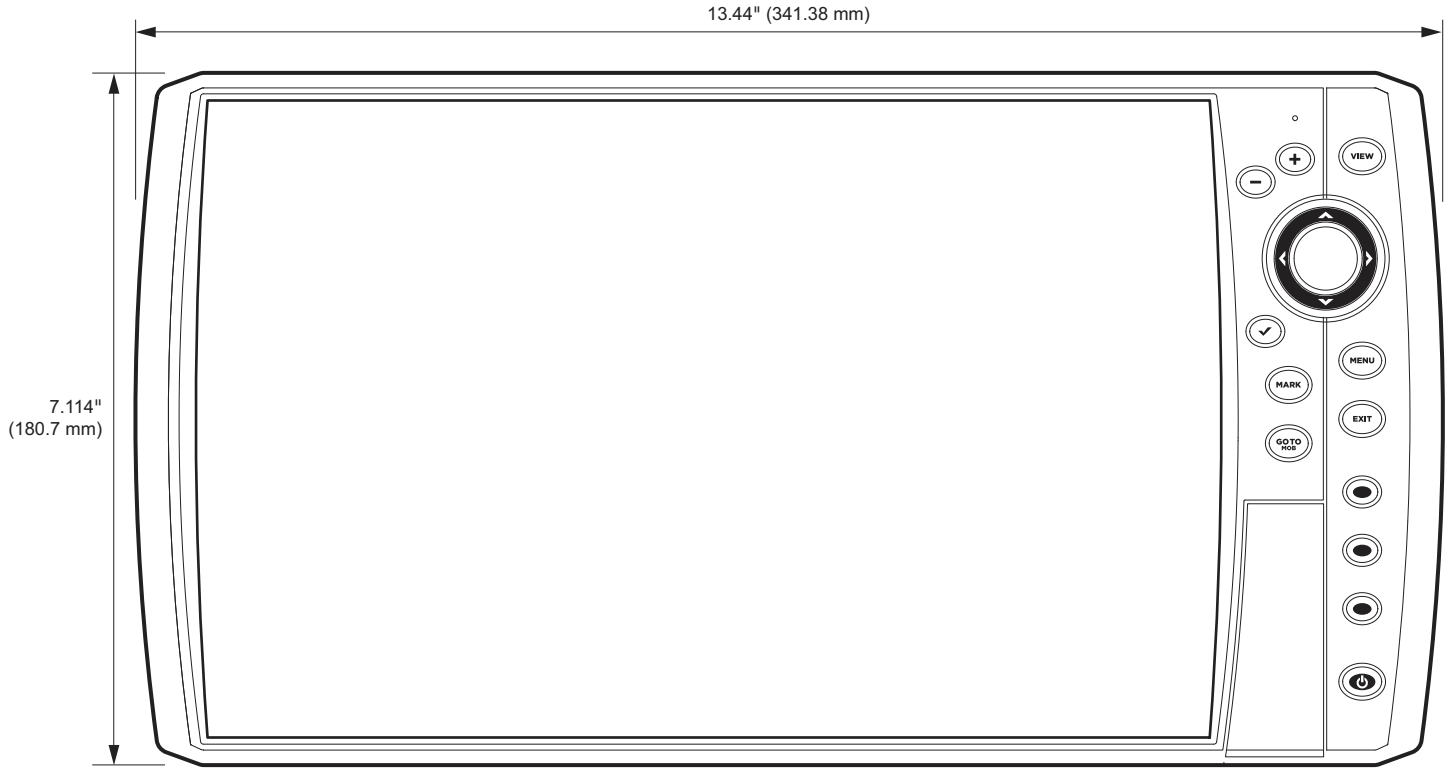 13.44" (341.38 mm)
7.114"
(180.7 mm)
+
VIEW
−
✓
MENU
MARK
EXIT
GO TO
MOB